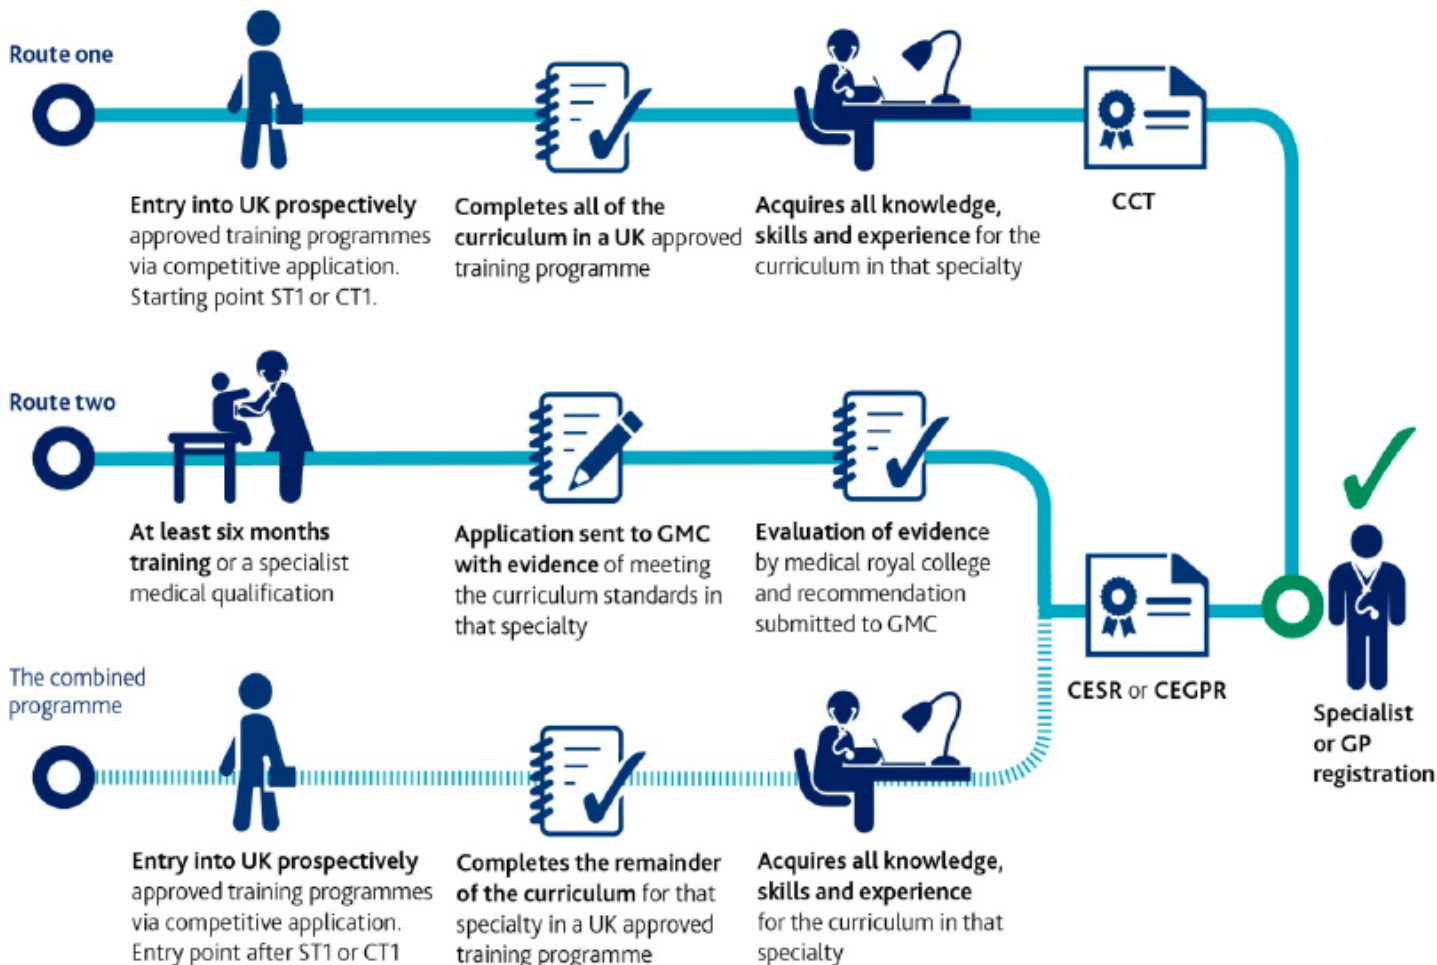 Route one
Entry into UK prospectively
approved training programmes
via competitive application.
Starting point ST1 or CT1.
Completes all of the
curriculum in a UK approved
training programme
Acquires all knowledge,
skills and experience for the
curriculum in that specialty
CCT
Route two
At least six months
training or a specialist
medical qualification
Application sent to GMC
with evidence of meeting
the curriculum standards in
that specialty
Evaluation of evidence
by medical royal college
and recommendation
submitted to GMC
CESR or CEGPR
Specialist
or GP
registration
The combined
programme
Entry into UK prospectively
approved training programmes
via competitive application.
Entry point after ST1 or CT1
Completes the remainder
of the curriculum for that
specialty in a UK approved
training programme
Acquires all knowledge,
skills and experience
for the curriculum in that
specialty